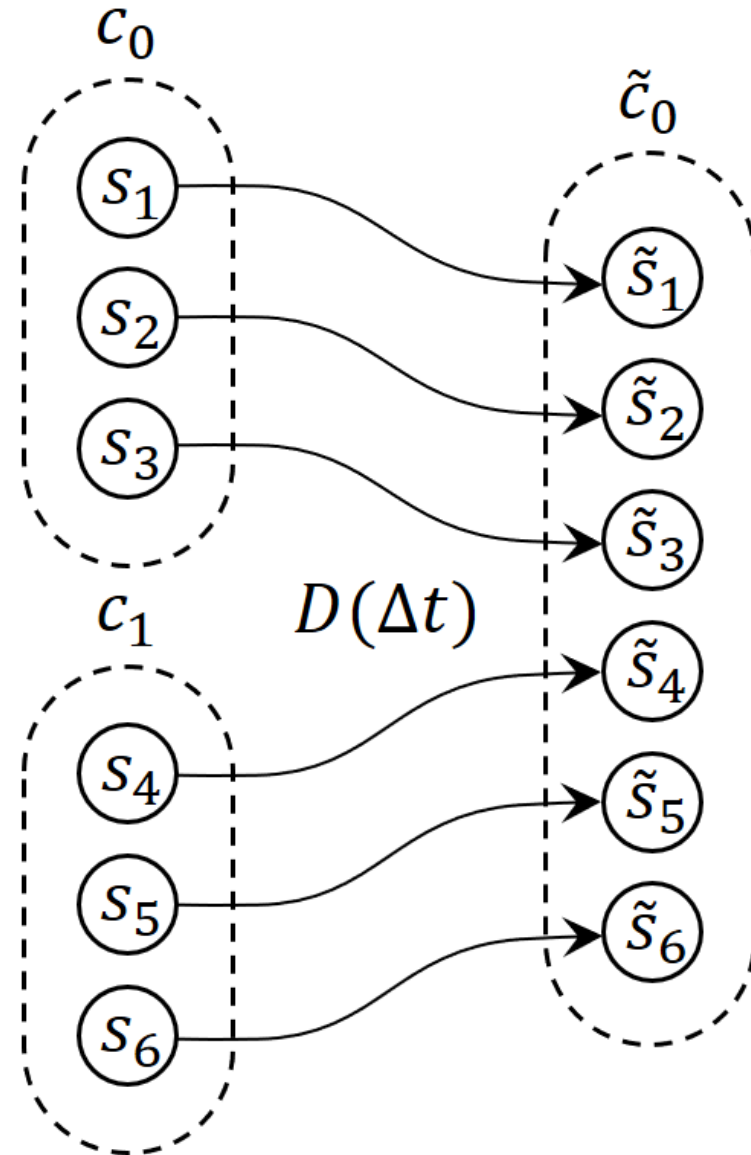 c₀
s₁
s₂
s₃
c₁
s₄
s₅
s₆
D(Δt)
c̃₀
s̃₁
s̃₂
s̃₃
s̃₄
s̃₅
s̃₆